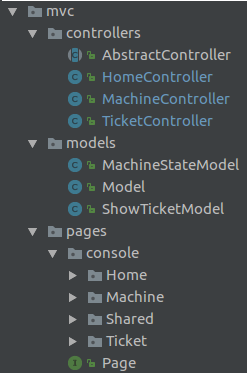 mvc
controllers
AbstractController
HomeController
MachineController
TicketController
models
MachineStateModel
Model
ShowTicketModel
pages
console
Home
Machine
Shared
Ticket
Page